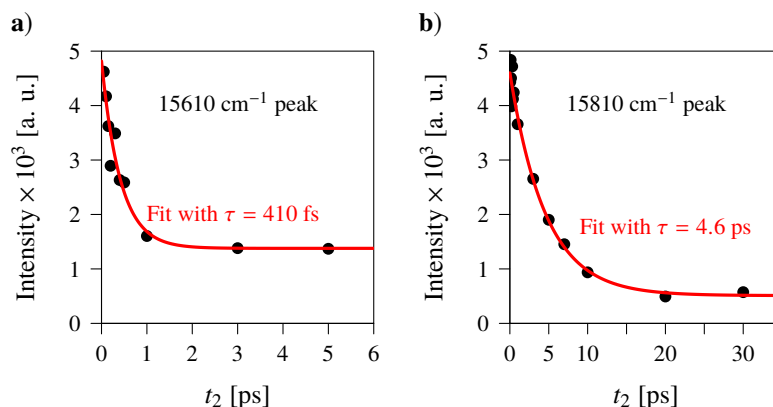 a)
Intensity × 10³ [a. u.]
5
4
3
2
1
0
15610 cm⁻¹ peak
Fit with τ = 410 fs
0 1 2 3 4 5 6
t₂ [ps]
b)
Intensity × 10³ [a. u.]
5
4
3
2
1
0
15810 cm⁻¹ peak
Fit with τ = 4.6 ps
0 5 10 20 30
t₂ [ps]